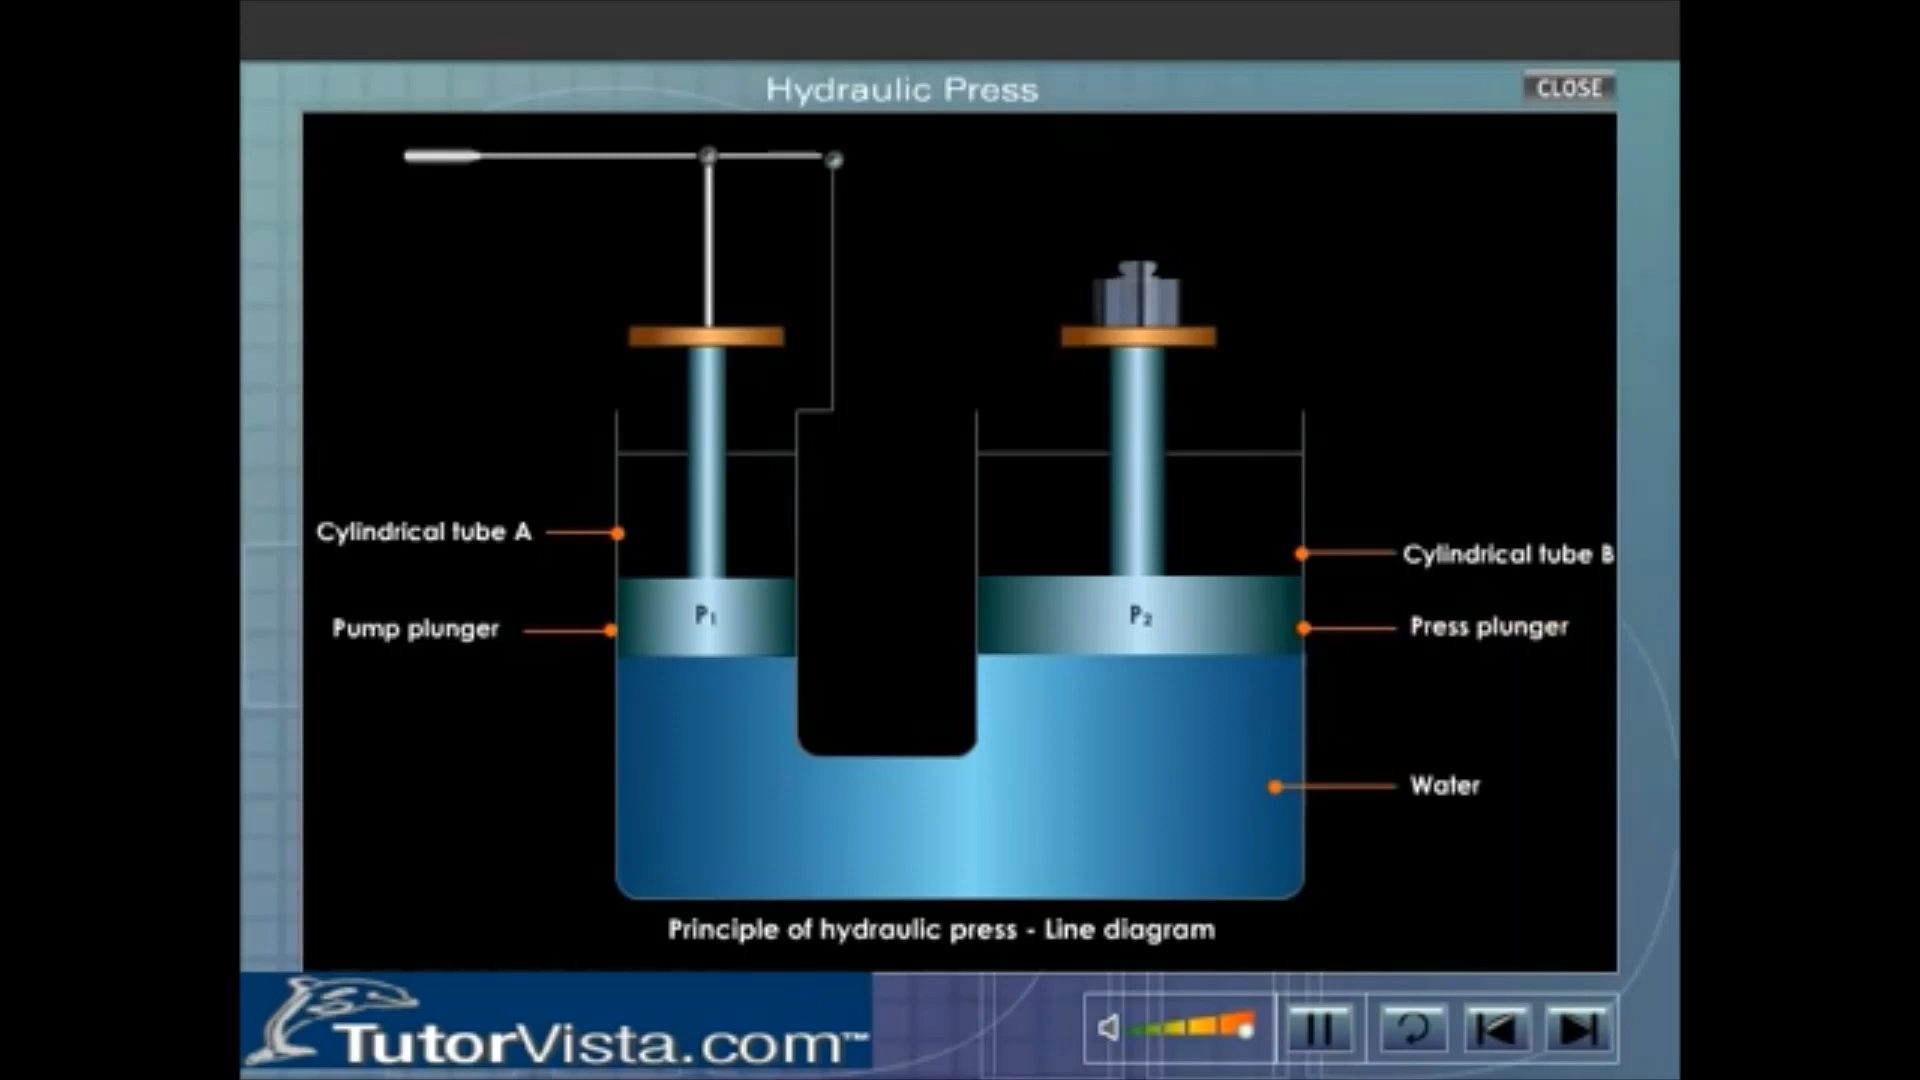 Hydraulic Press
CLOSE
Cylindrical tube A
Cylindrical tube B
Pump plunger
P₁
P₂
Press plunger
Water
Principle of hydraulic press - Line diagram
TutorVista.com™